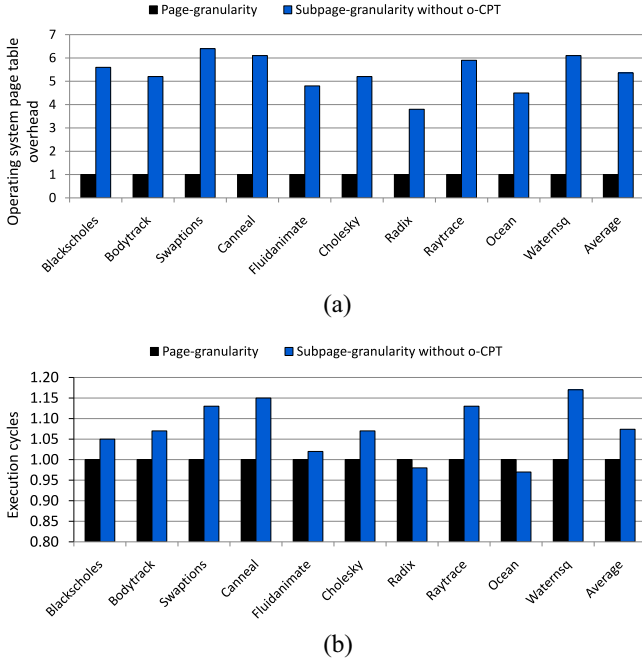 Page-granularity Subpage-granularity without o-CPT
Operating system page table
overhead
7
6
5
4
3
2
1
0
Blackscholes
Bodytrack
Swaptions
Canneal
Fluidanimate
Cholesky
Radix
Raytrace
Ocean
Waternsq
Average
(a)
Page-granularity Subpage-granularity without o-CPT
Execution cycles
1.20
1.15
1.10
1.05
1.00
0.95
0.90
0.85
0.80
Blackscholes
Bodytrack
Swaptions
Canneal
Fluidanimate
Cholesky
Radix
Raytrace
Ocean
Waternsq
Average
(b)